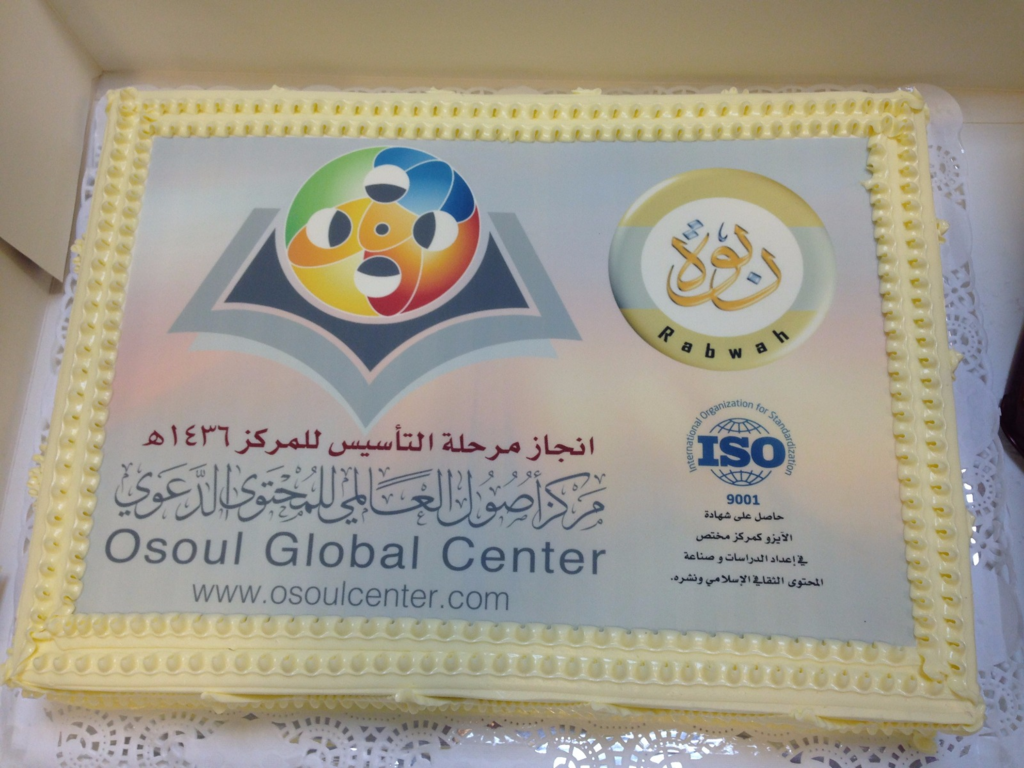 ربوة
Rabwah
انجاز مرحلة التأسيس للمركز ١٤٣٦هـ
مركز أصول العالمي للمحتوى الدعوي
Osoul Global Center
www.osoulcenter.com
International Organization for Standardization
ISO
9001
حاصل على شهادة
الأيزو كمركز مختص
في إعداد الدراسات و صناعة
المحتوى الثقافي الإسلامي ونشره.